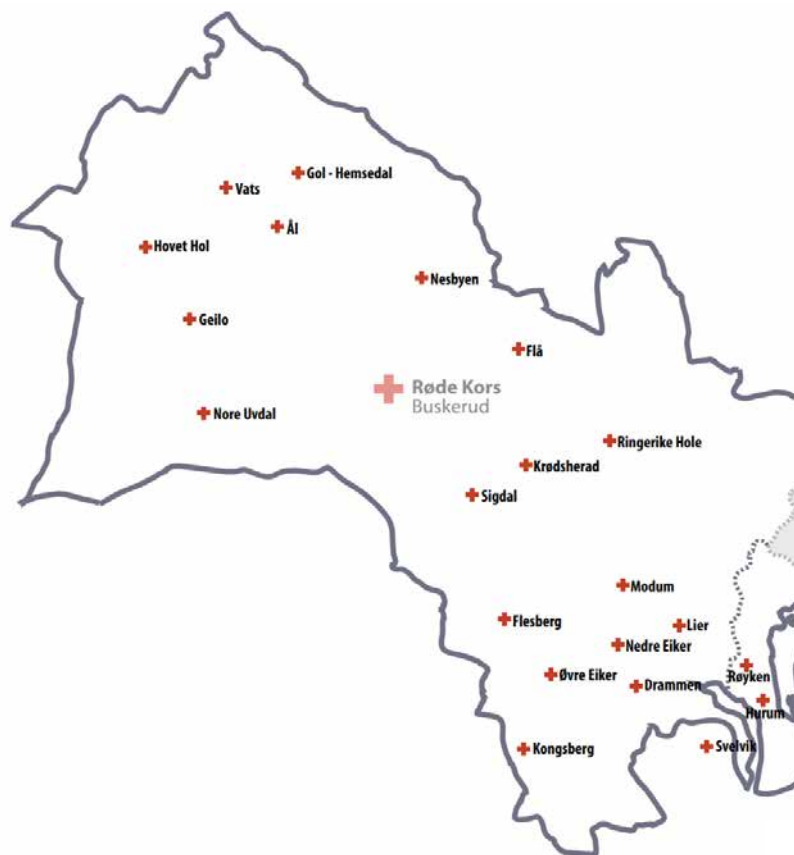 Gol - Hemsedal
Vats
Ål
Hovet Hol
Nesbyen
Geilo
Flå
Røde Kors
Buskerud
Nore Uvdal
Ringerike Hole
Krødsherad
Sigdal
Modum
Flesberg
Lier
Nedre Eiker
Røyken
Øvre Eiker
Drammen
Hurum
Svelvik
Kongsberg